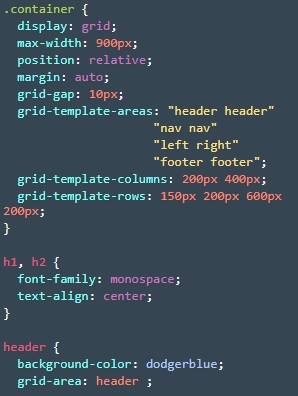 .container {
  display: grid;
  max-width: 900px;
  position: relative;
  margin: auto;
  grid-gap: 10px;
  grid-template-areas: "header header"
                       "nav nav"
                       "left right"
                       "footer footer";
  grid-template-columns: 200px 400px;
  grid-template-rows: 150px 200px 600px
200px;
}

h1, h2 {
  font-family: monospace;
  text-align: center;
}

header {
  background-color: dodgerblue;
  grid-area: header ;